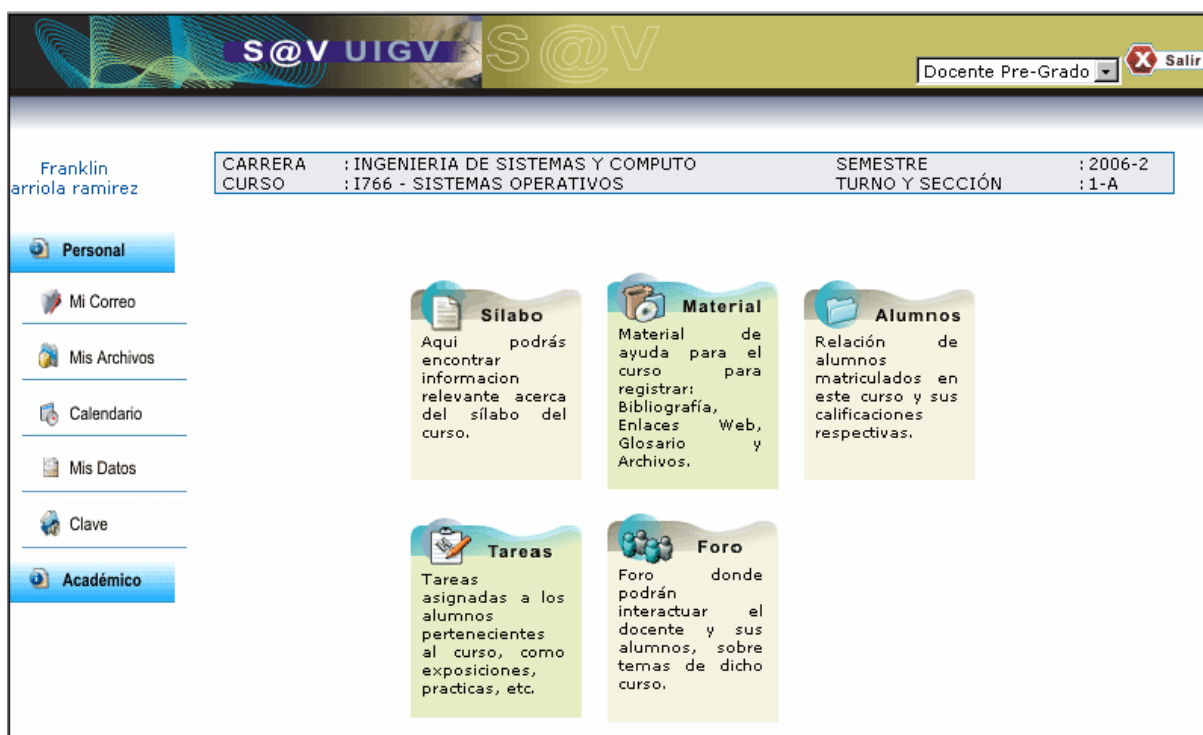 S@V UIGV
S@V
Docente Pre-Grado
Salir
Franklin
arriola ramirez
CARRERA : INGENIERIA DE SISTEMAS Y COMPUTO SEMESTRE : 2006-2
CURSO : I766 - SISTEMAS OPERATIVOS TURNO Y SECCIÓN : 1-A
Personal
Mi Correo
Mis Archivos
Calendario
Mis Datos
Clave
Académico
Sílabo
Aqui podrás
encontrar
informacion
relevante acerca
del sílabo del
curso.
Material
Material de
ayuda para el
curso para
registrar:
Bibliografía,
Enlaces Web,
Glosario y
Archivos.
Alumnos
Relación de
alumnos
matriculados en
este curso y sus
calificaciones
respectivas.
Tareas
Tareas
asignadas a los
alumnos
pertenecientes
al curso, como
exposiciones,
practicas, etc.
Foro
Foro donde
podrán
interactuar el
docente y sus
alumnos, sobre
temas de dicho
curso.